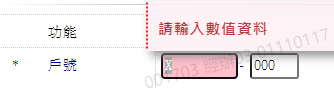 功能
請輸入數值資料
* 戶號 - 000